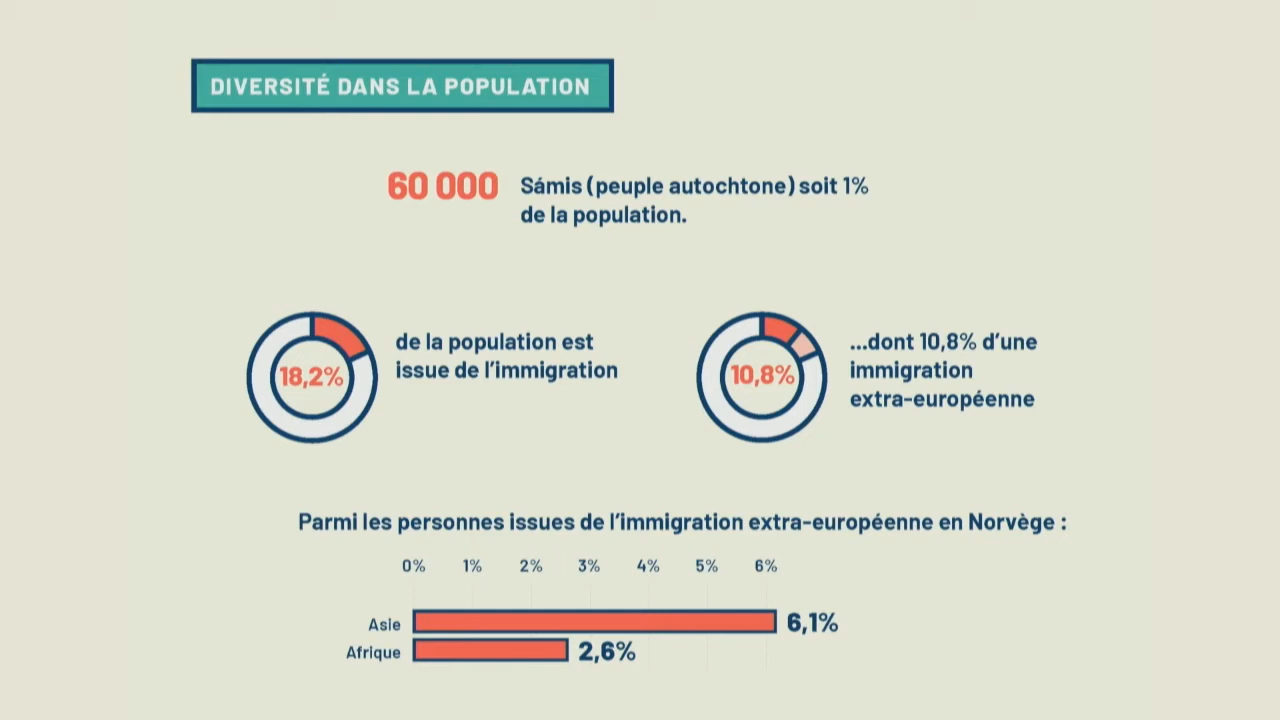 DIVERSITÉ DANS LA POPULATION
60 000
Sámis (peuple autochtone) soit 1%
de la population.
18,2%
de la population est
issue de l'immigration
10,8%
...dont 10,8% d'une
immigration
extra-européenne
Parmi les personnes issues de l'immigration extra-européenne en Norvège :
0% 1% 2% 3% 4% 5% 6%
Asie 6,1%
Afrique 2,6%